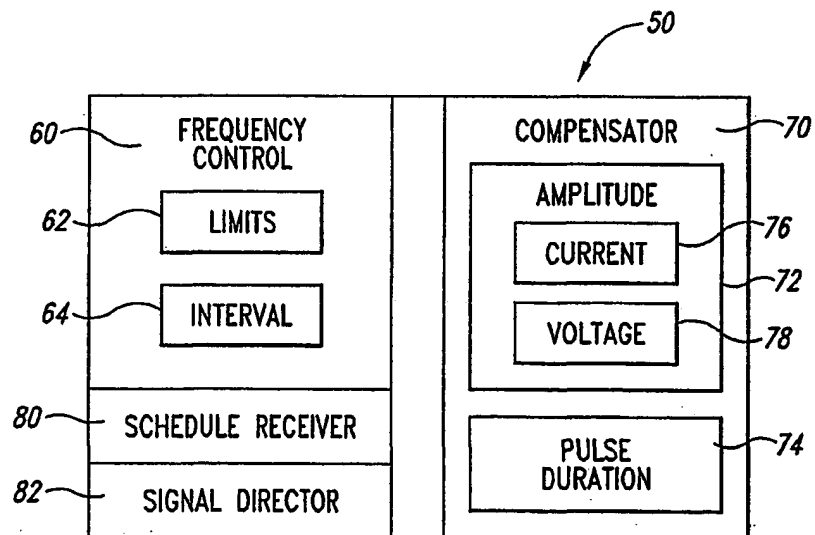 50
60
FREQUENCY
CONTROL
62
LIMITS
64
INTERVAL
80
SCHEDULE RECEIVER
82
SIGNAL DIRECTOR
COMPENSATOR
70
AMPLITUDE
76
CURRENT
72
VOLTAGE
78
PULSE
DURATION
74